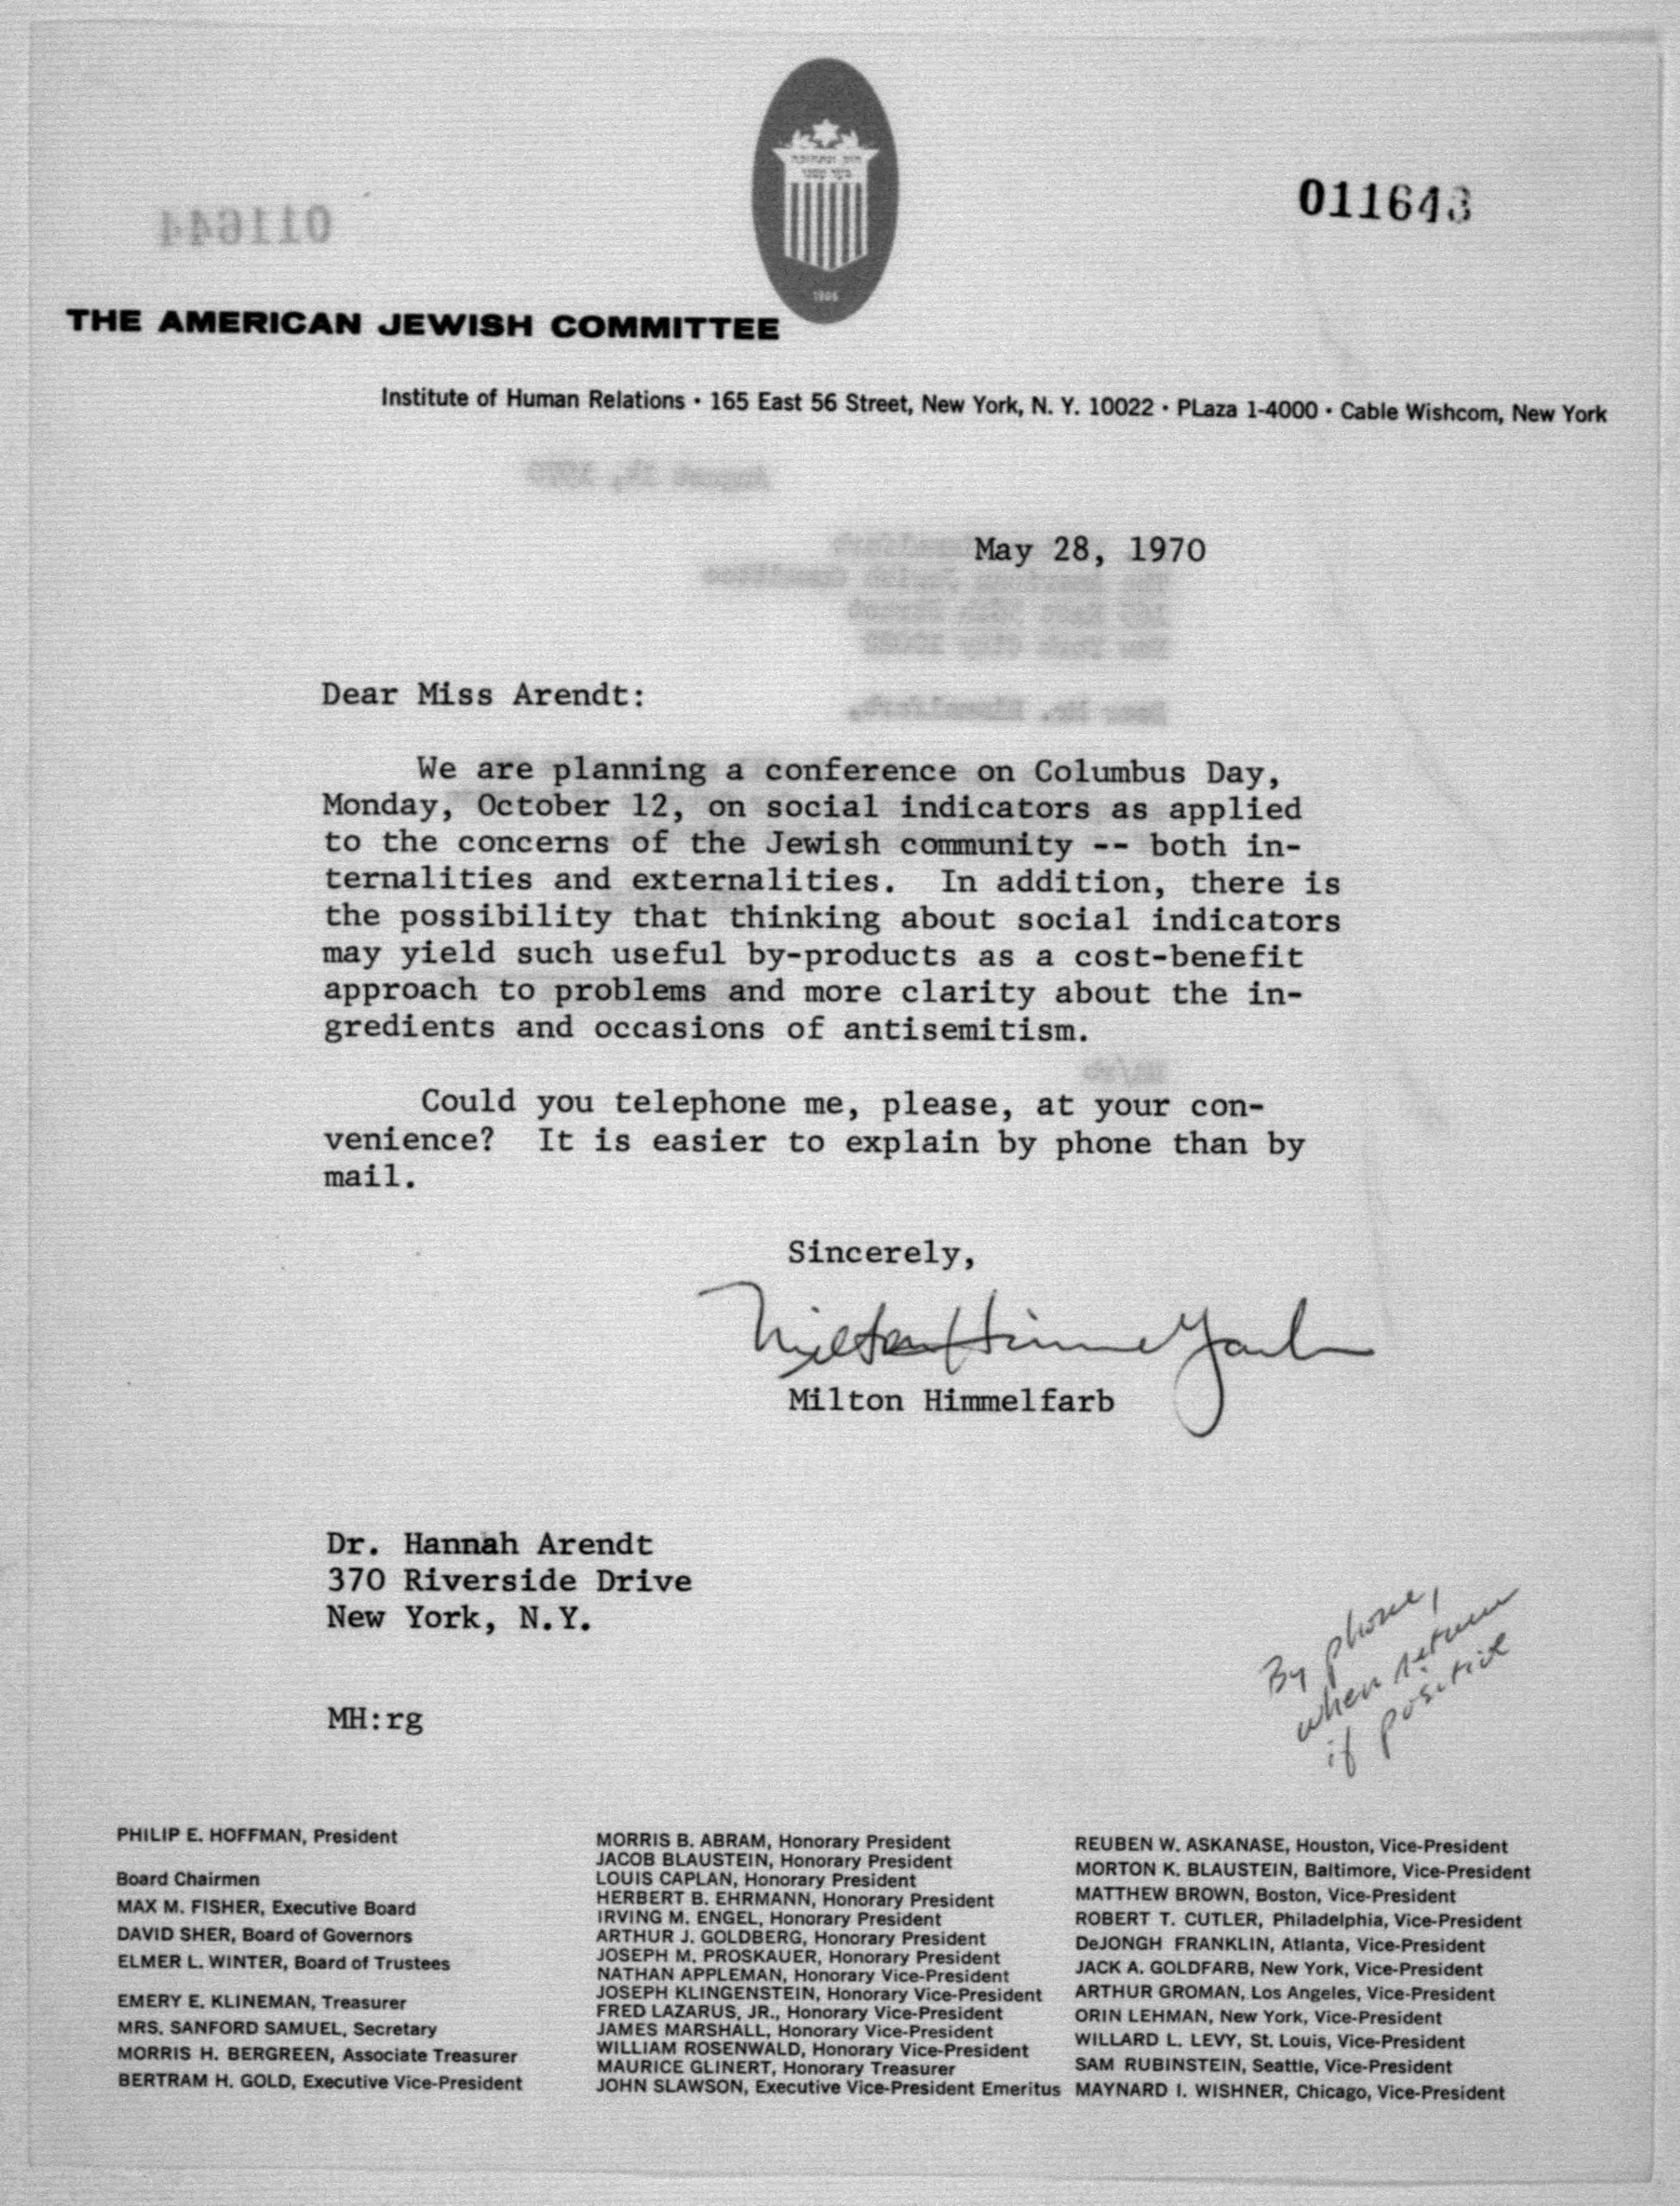 011643
THE AMERICAN JEWISH COMMITTEE
1906
Institute of Human Relations • 165 East 56 Street, New York, N. Y. 10022 • PLaza 1-4000 • Cable Wishcom, New York
May 28, 1970
Dear Miss Arendt:
We are planning a conference on Columbus Day,
Monday, October 12, on social indicators as applied
to the concerns of the Jewish community -- both in-
ternalities and externalities. In addition, there is
the possibility that thinking about social indicators
may yield such useful by-products as a cost-benefit
approach to problems and more clarity about the in-
gredients and occasions of antisemitism.
Could you telephone me, please, at your con-
venience? It is easier to explain by phone than by
mail.
Sincerely,
Milton Himmelfarb
Milton Himmelfarb
Dr. Hannah Arendt
370 Riverside Drive
New York, N.Y.
MH:rg
By phone,
when return
if positive
PHILIP E. HOFFMAN, President
Board Chairmen
MAX M. FISHER, Executive Board
DAVID SHER, Board of Governors
ELMER L. WINTER, Board of Trustees
EMERY E. KLINEMAN, Treasurer
MRS. SANFORD SAMUEL, Secretary
MORRIS H. BERGREEN, Associate Treasurer
BERTRAM H. GOLD, Executive Vice-President
MORRIS B. ABRAM, Honorary President
JACOB BLAUSTEIN, Honorary President
LOUIS CAPLAN, Honorary President
HERBERT B. EHRMANN, Honorary President
IRVING M. ENGEL, Honorary President
ARTHUR J. GOLDBERG, Honorary President
JOSEPH M. PROSKAUER, Honorary President
NATHAN APPLEMAN, Honorary Vice-President
JOSEPH KLINGENSTEIN, Honorary Vice-President
FRED LAZARUS, JR., Honorary Vice-President
JAMES MARSHALL, Honorary Vice-President
WILLIAM ROSENWALD, Honorary Vice-President
MAURICE GLINERT, Honorary Treasurer
JOHN SLAWSON, Executive Vice-President Emeritus
REUBEN W. ASKANASE, Houston, Vice-President
MORTON K. BLAUSTEIN, Baltimore, Vice-President
MATTHEW BROWN, Boston, Vice-President
ROBERT T. CUTLER, Philadelphia, Vice-President
DeJONGH FRANKLIN, Atlanta, Vice-President
JACK A. GOLDFARB, New York, Vice-President
ARTHUR GROMAN, Los Angeles, Vice-President
ORIN LEHMAN, New York, Vice-President
WILLARD L. LEVY, St. Louis, Vice-President
SAM RUBINSTEIN, Seattle, Vice-President
MAYNARD I. WISHNER, Chicago, Vice-President